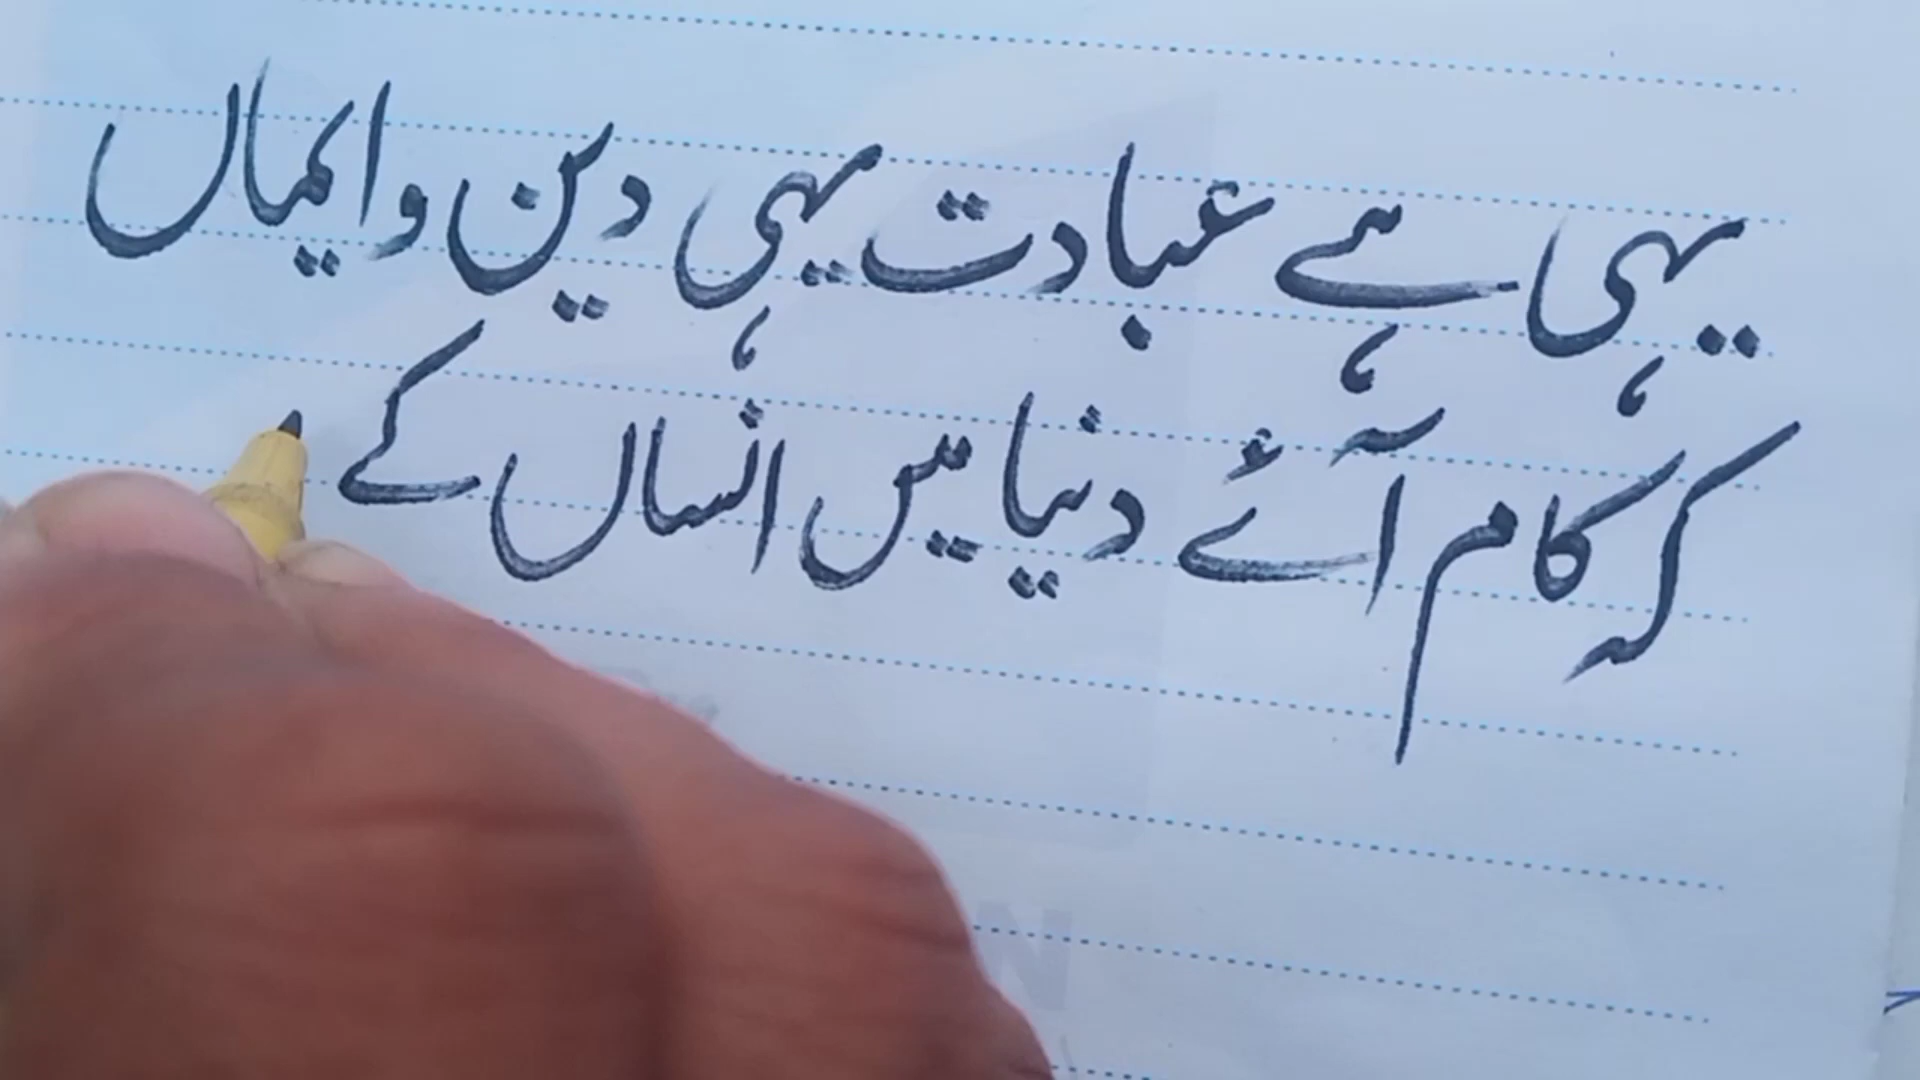 یہی ہے عبادت یہی دین و ایماں
کہ کام آئے دنیا میں انساں کے